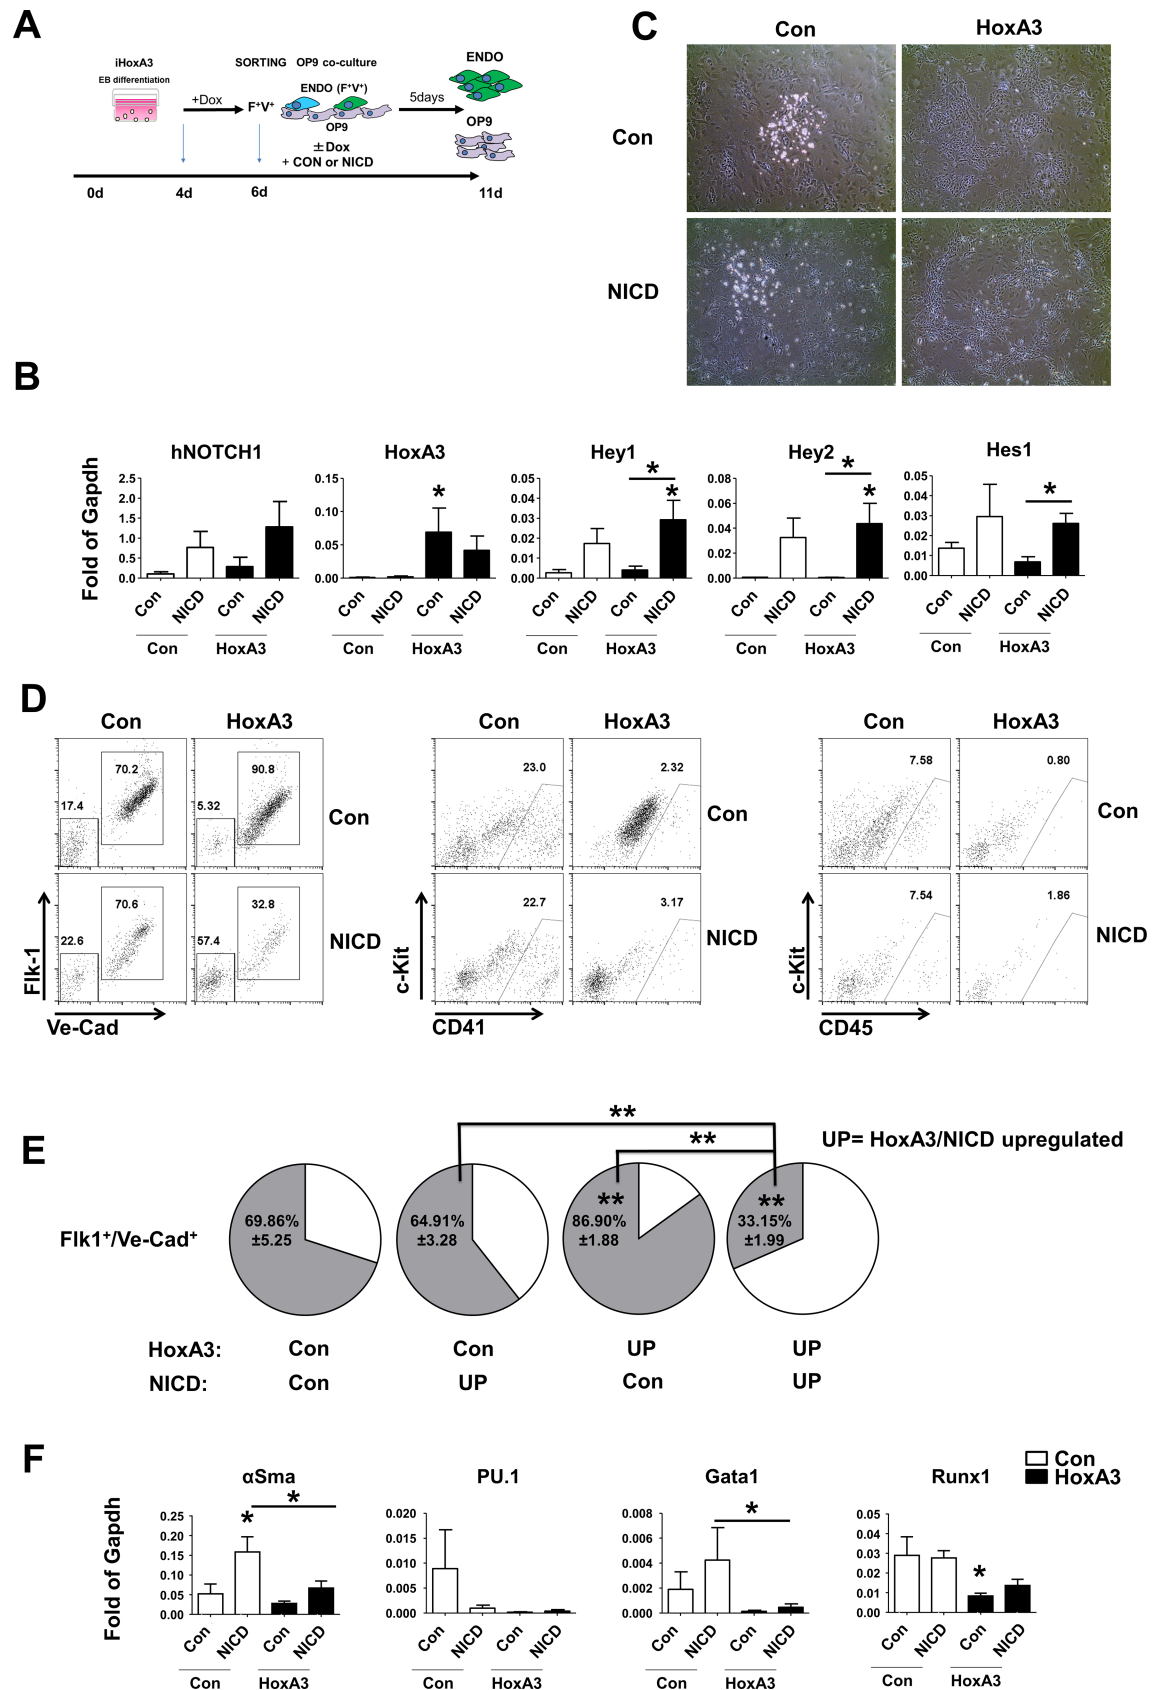 A
iHoxA3
EB differentiation
+Dox
F⁺V⁺
SORTING OP9 co-culture
ENDO (F⁺V⁺)
OP9
±Dox
+ CON or NICD
5days
ENDO
OP9
0d 4d 6d 11d
C
Con HoxA3
Con
NICD
B
Fold of Gapdh
hNOTCH1
2.5
2.0
1.5
1.0
0.5
0.0
Con NICD Con NICD
Con HoxA3
HoxA3
0.15
0.10
0.05
0.00
*
Con NICD Con NICD
Con HoxA3
Hey1
0.05
0.04
0.03
0.02
0.01
0.00
*
*
Con NICD Con NICD
Con HoxA3
Hey2
0.08
0.06
0.04
0.02
0.00
*
*
Con NICD Con NICD
Con HoxA3
Hes1
0.05
0.04
0.03
0.02
0.01
0.00
*
Con NICD Con NICD
Con HoxA3
D
Con HoxA3
70.2
17.4
90.8
5.32
Con
70.6
22.6
32.8
57.4
NICD
Flk-1
Ve-Cad
Con HoxA3
23.0 2.32
Con
22.7 3.17
NICD
c-Kit
CD41
Con HoxA3
7.58 0.80
Con
7.54 1.86
NICD
c-Kit
CD45
E
**
**
UP= HoxA3/NICD upregulated
Flk1⁺/Ve-Cad⁺
69.86%
±5.25
64.91%
±3.28
**
86.90%
±1.88
**
33.15%
±1.99
HoxA3: Con Con UP UP
NICD: Con UP Con UP
F
Con
HoxA3
Fold of Gapdh
αSma
0.25
0.20
0.15
0.10
0.05
0.00
*
*
Con NICD Con NICD
Con HoxA3
PU.1
0.020
0.015
0.010
0.005
0.000
Con NICD Con NICD
Con HoxA3
Gata1
0.008
0.006
0.004
0.002
0.000
*
Con NICD Con NICD
Con HoxA3
Runx1
0.05
0.04
0.03
0.02
0.01
0.00
*
Con NICD Con NICD
Con HoxA3